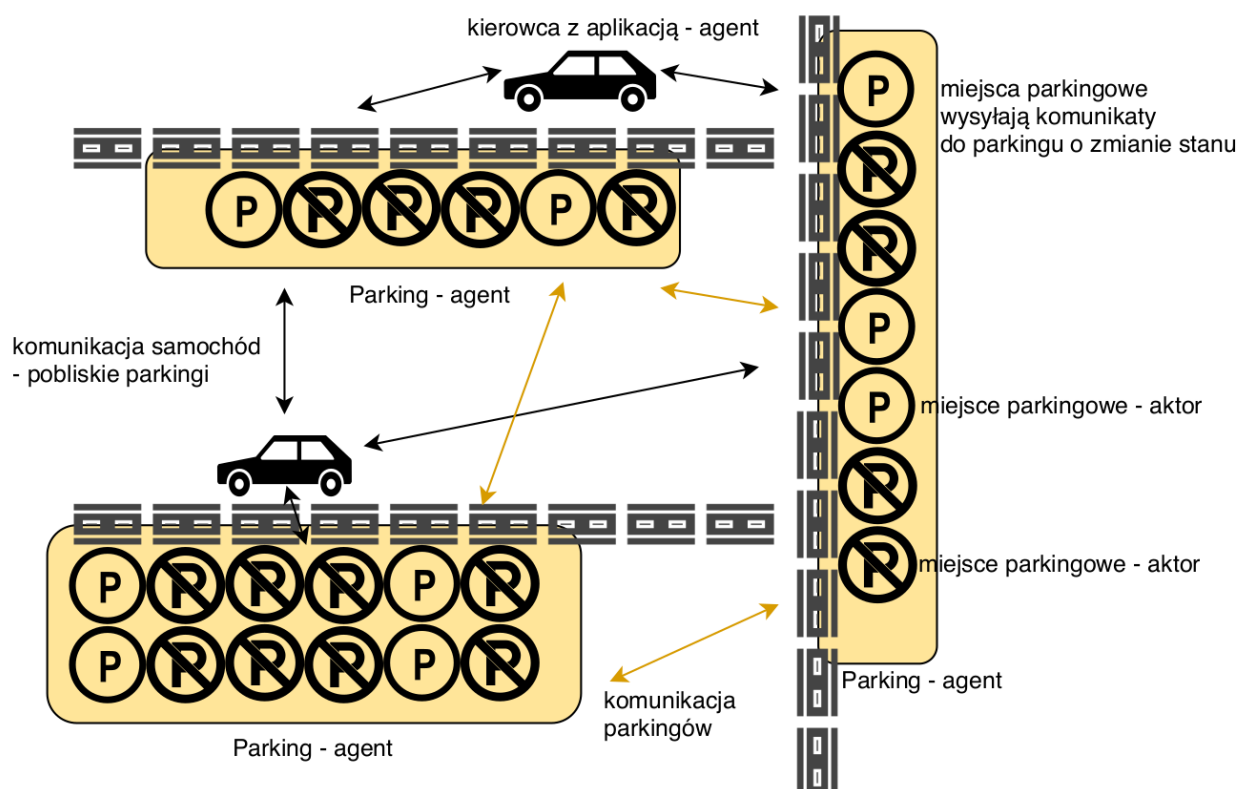 kierowca z aplikacją - agent
P
miejsca parkingowe
wysyłają komunikaty
do parkingu o zmianie stanu
P
P P P P P P
P
Parking - agent
P
komunikacja samochód
- pobliskie parkingi
P
miejsce parkingowe - aktor
P
P
miejsce parkingowe - aktor
P P P P P P
P P P P P P
Parking - agent
komunikacja
parkingów
Parking - agent